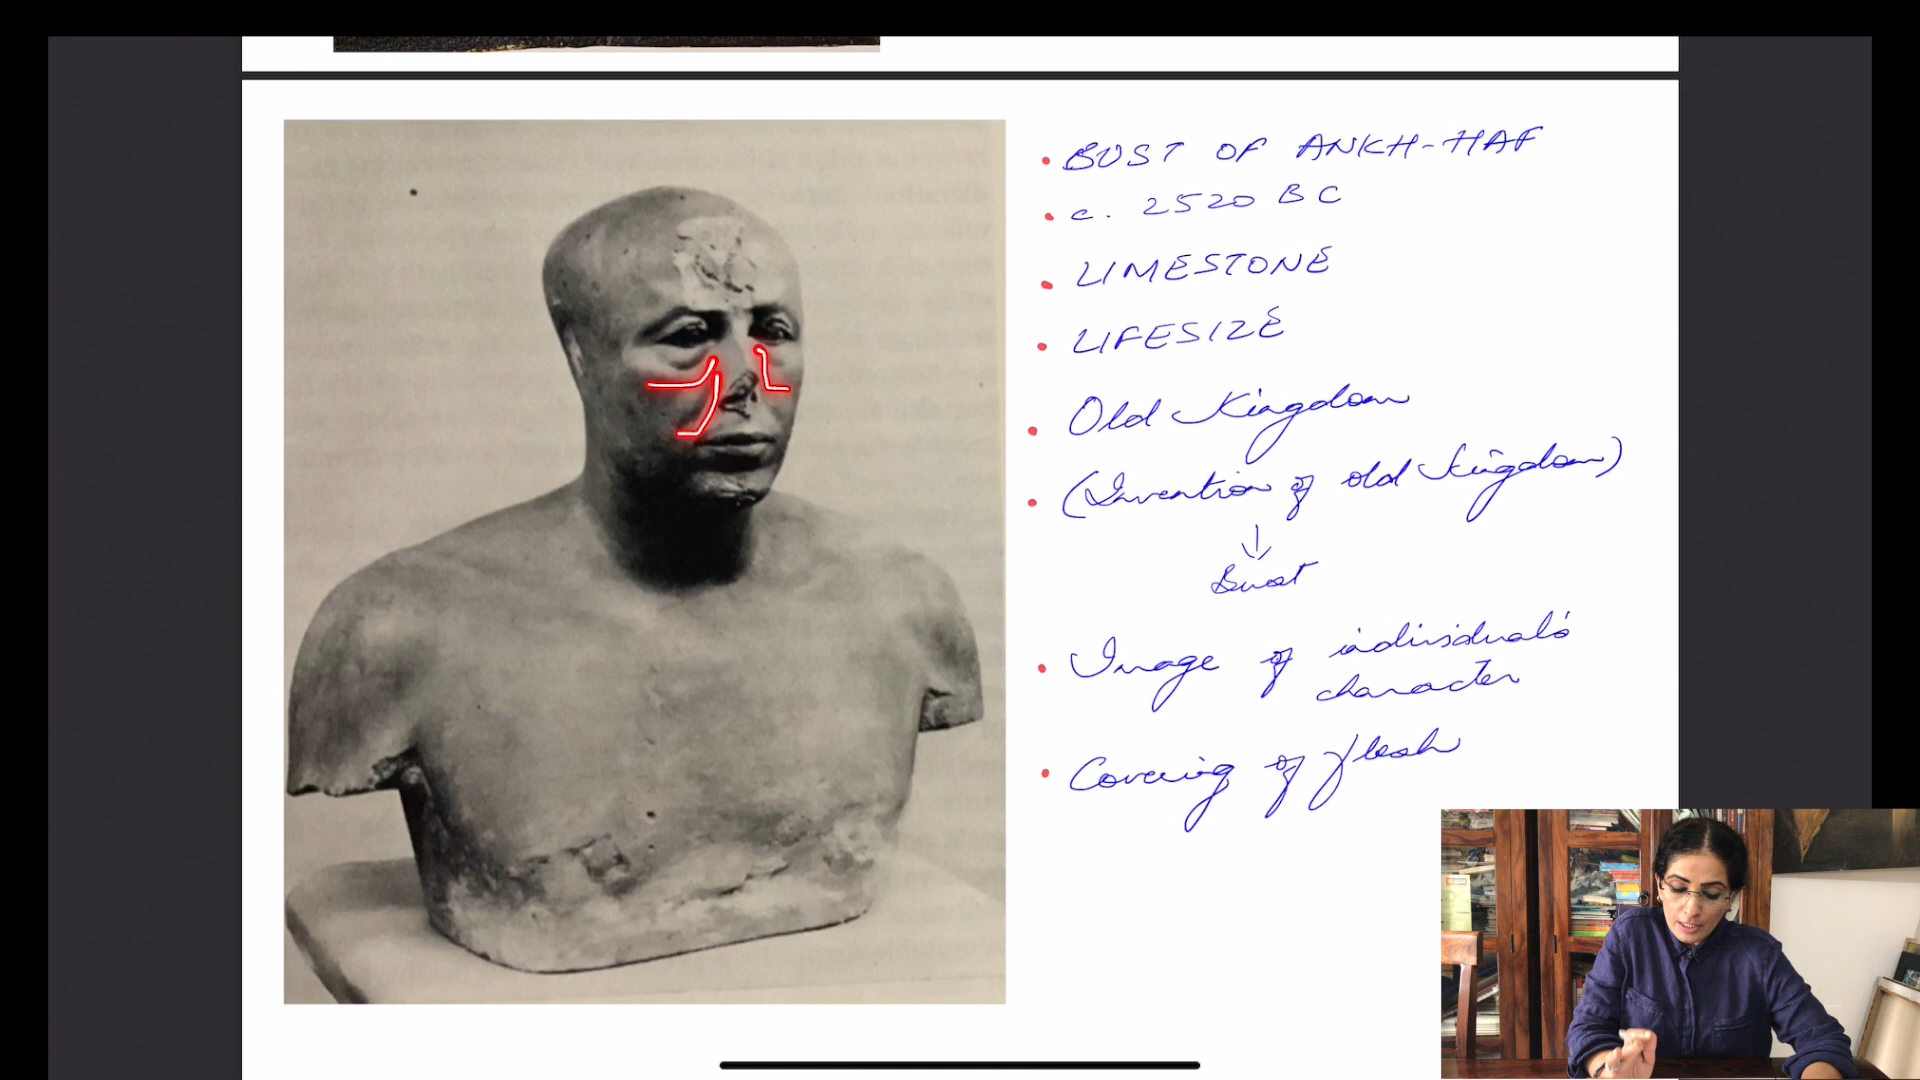 • BUST OF ANKH-HAF
• c. 2520 BC
• LIMESTONE
• LIFESIZE
• Old Kingdom
• (Invention of old Kingdom)
↓
Bust
• Image of individual's
character
• Covering of flesh